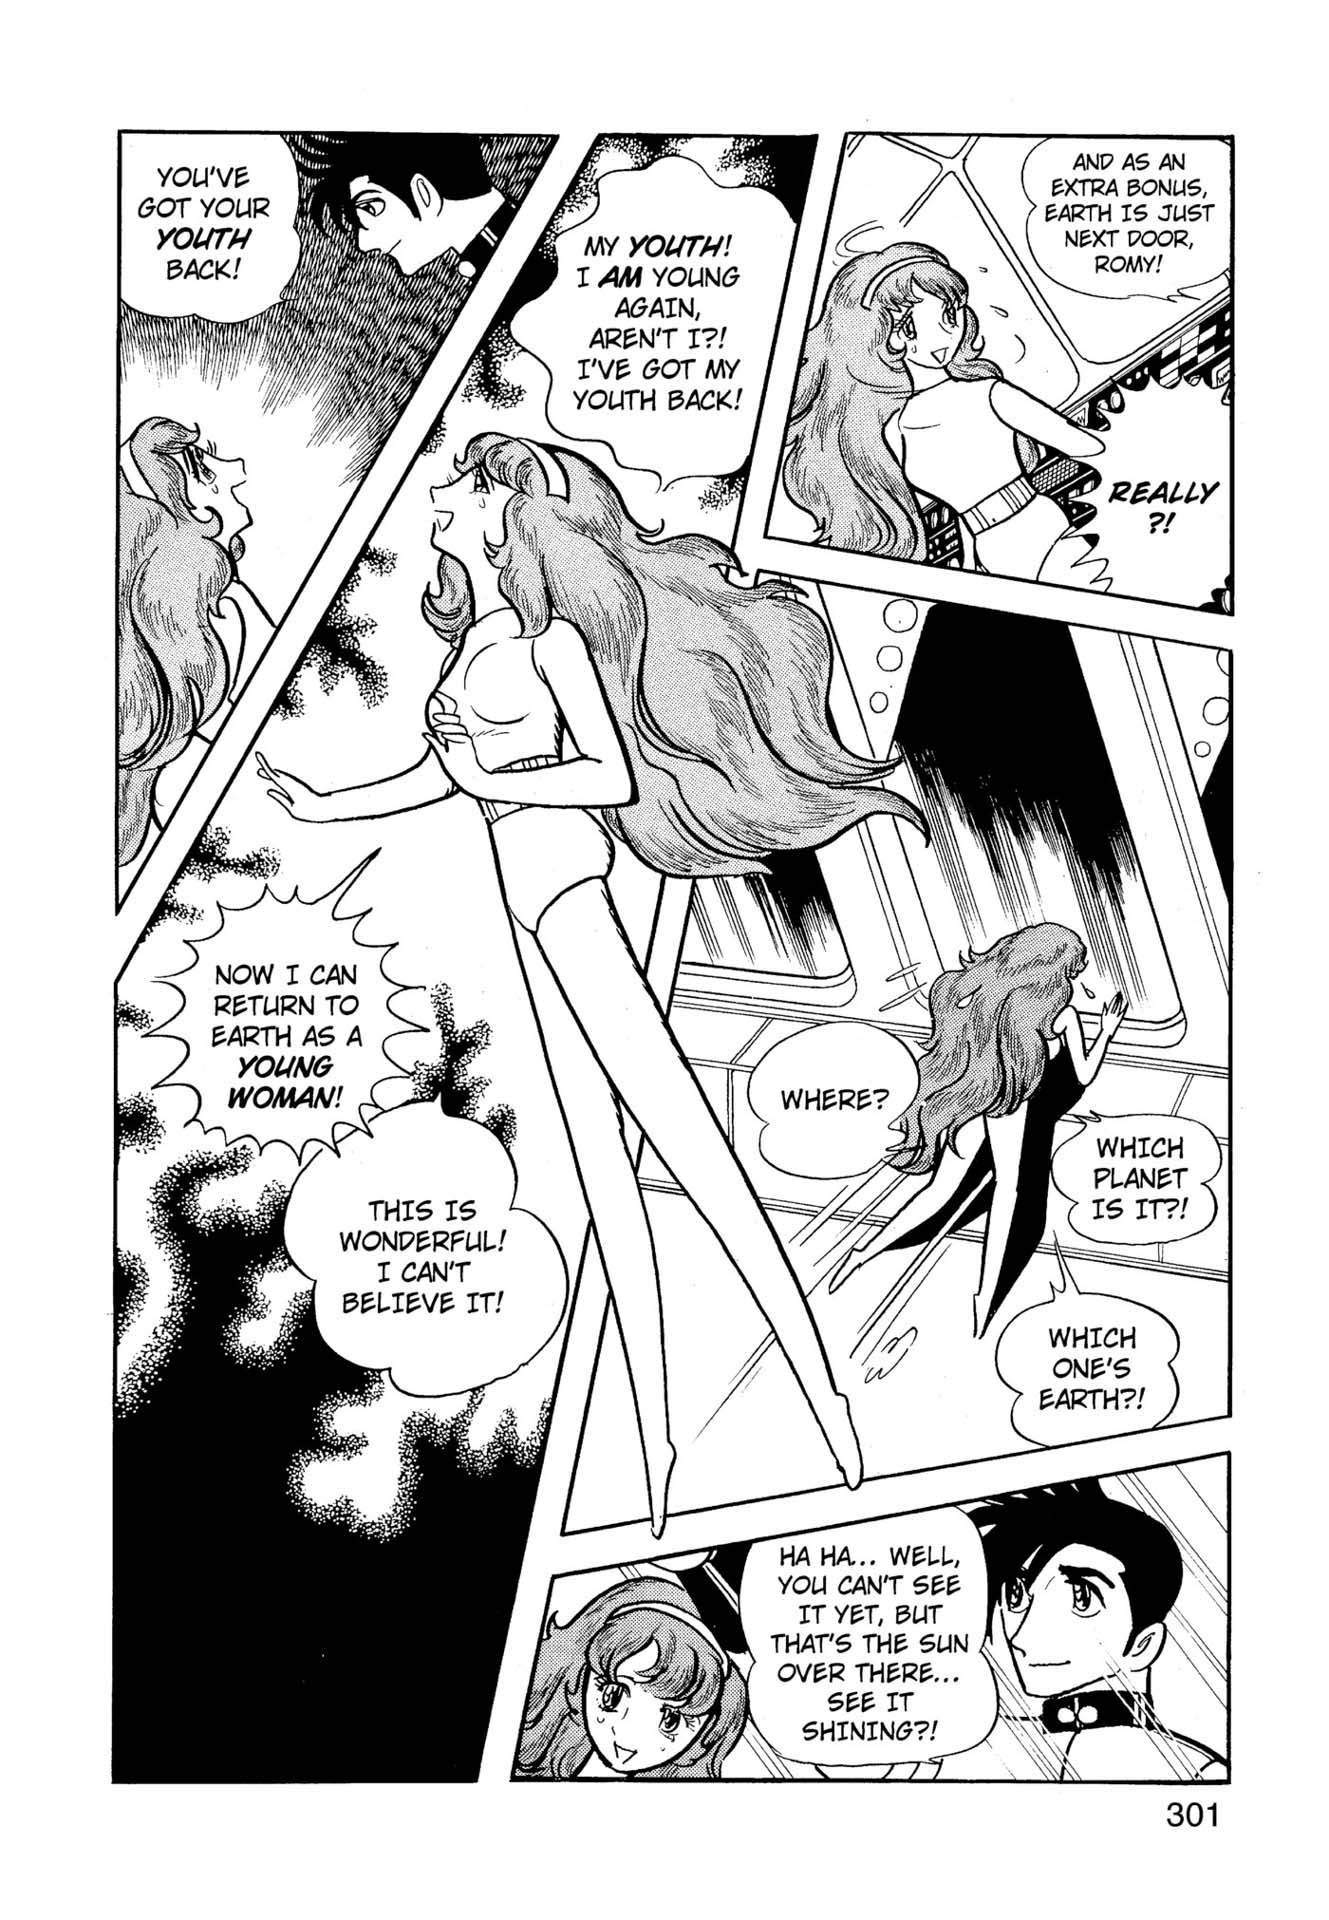 YOU'VE
GOT YOUR
YOUTH
BACK!
MY YOUTH!
I AM YOUNG
AGAIN,
AREN'T I?!
I'VE GOT MY
YOUTH BACK!
NOW I CAN
RETURN TO
EARTH AS A
YOUNG
WOMAN!
THIS IS
WONDERFUL!
I CAN'T
BELIEVE IT!
AND AS AN
EXTRA BONUS,
EARTH IS JUST
NEXT DOOR,
ROMY!
REALLY
?!
WHERE?
WHICH
PLANET
IS IT?!
WHICH
ONE'S
EARTH?!
HA HA... WELL,
YOU CAN'T SEE
IT YET, BUT
THAT'S THE SUN
OVER THERE...
SEE IT
SHINING?!
301